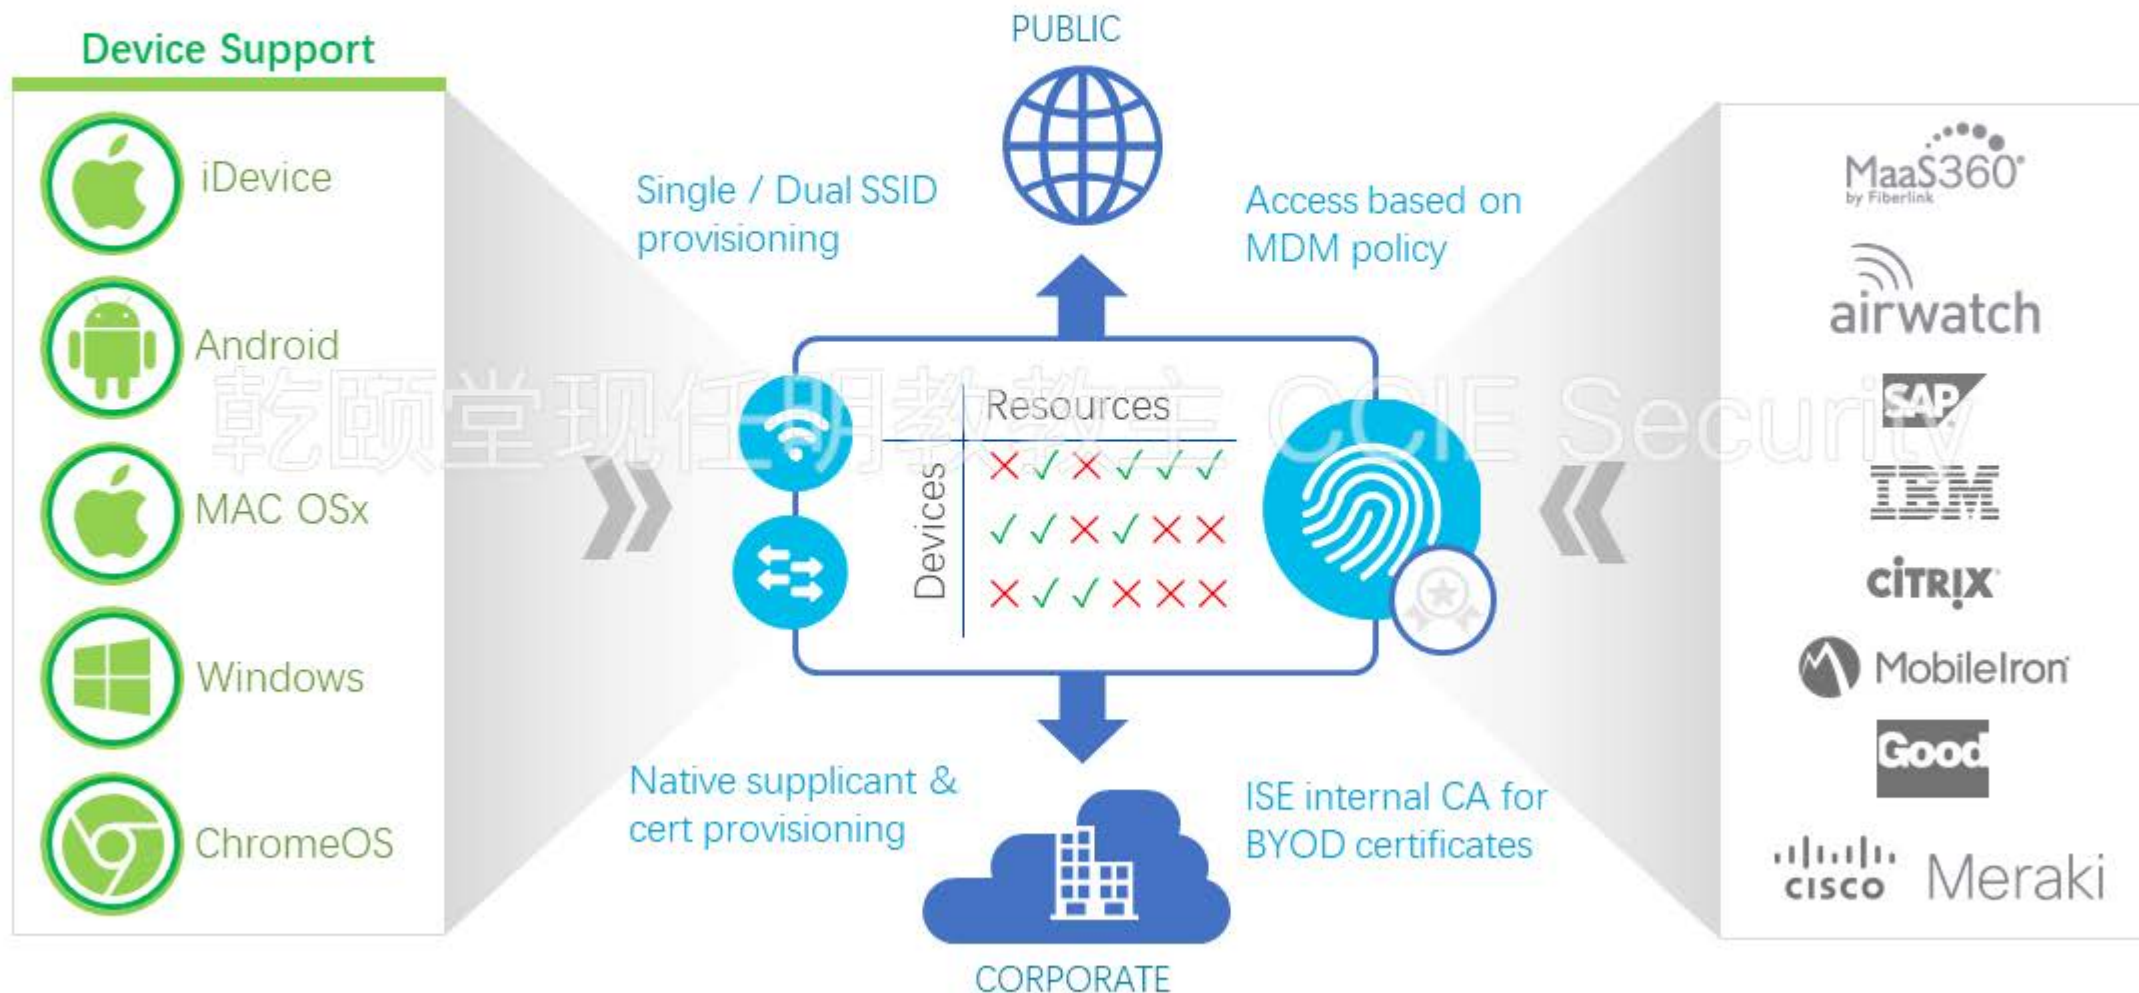 Device Support
iDevice
Android
MAC OSx
Windows
ChromeOS
PUBLIC
Single / Dual SSID
provisioning
Access based on
MDM policy
Resources
Devices
Native supplicant &
cert provisioning
ISE internal CA for
BYOD certificates
CORPORATE
MaaS360
by Fiberlink
airwatch
SAP
IBM
CİTRIX
MobileIron
Good
CISCO Meraki
乾颐堂现任明教教主 CCIE Security